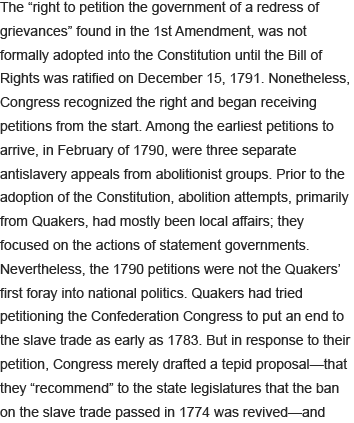 The “right to petition the government of a redress of
grievances” found in the 1st Amendment, was not
formally adopted into the Constitution until the Bill of
Rights was ratified on December 15, 1791. Nonetheless,
Congress recognized the right and began receiving
petitions from the start. Among the earliest petitions to
arrive, in February of 1790, were three separate
antislavery appeals from abolitionist groups. Prior to the
adoption of the Constitution, abolition attempts, primarily
from Quakers, had mostly been local affairs; they
focused on the actions of statement governments.
Nevertheless, the 1790 petitions were not the Quakers’
first foray into national politics. Quakers had tried
petitioning the Confederation Congress to put an end to
the slave trade as early as 1783. But in response to their
petition, Congress merely drafted a tepid proposal—that
they “recommend” to the state legislatures that the ban
on the slave trade passed in 1774 was revived—and